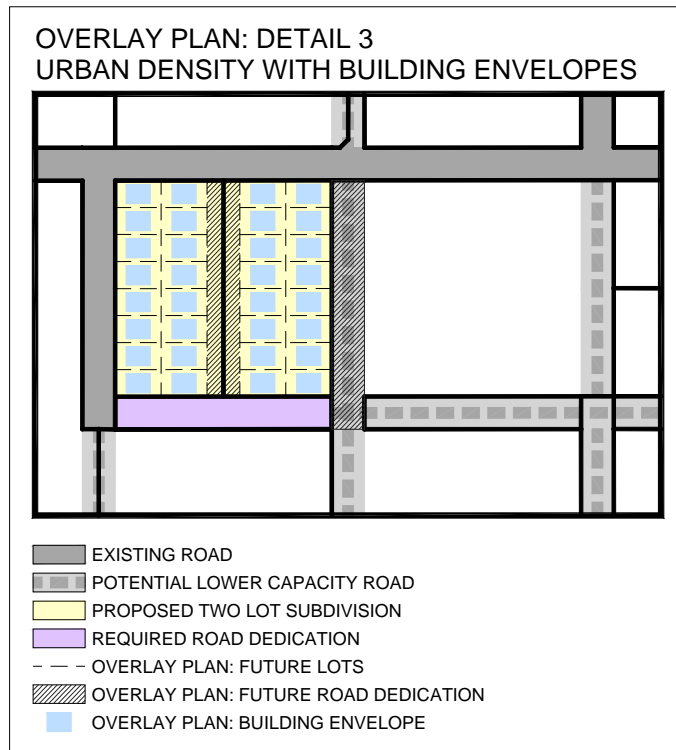 OVERLAY PLAN: DETAIL 3
URBAN DENSITY WITH BUILDING ENVELOPES
EXISTING ROAD
POTENTIAL LOWER CAPACITY ROAD
PROPOSED TWO LOT SUBDIVISION
REQUIRED ROAD DEDICATION
OVERLAY PLAN: FUTURE LOTS
OVERLAY PLAN: FUTURE ROAD DEDICATION
OVERLAY PLAN: BUILDING ENVELOPE